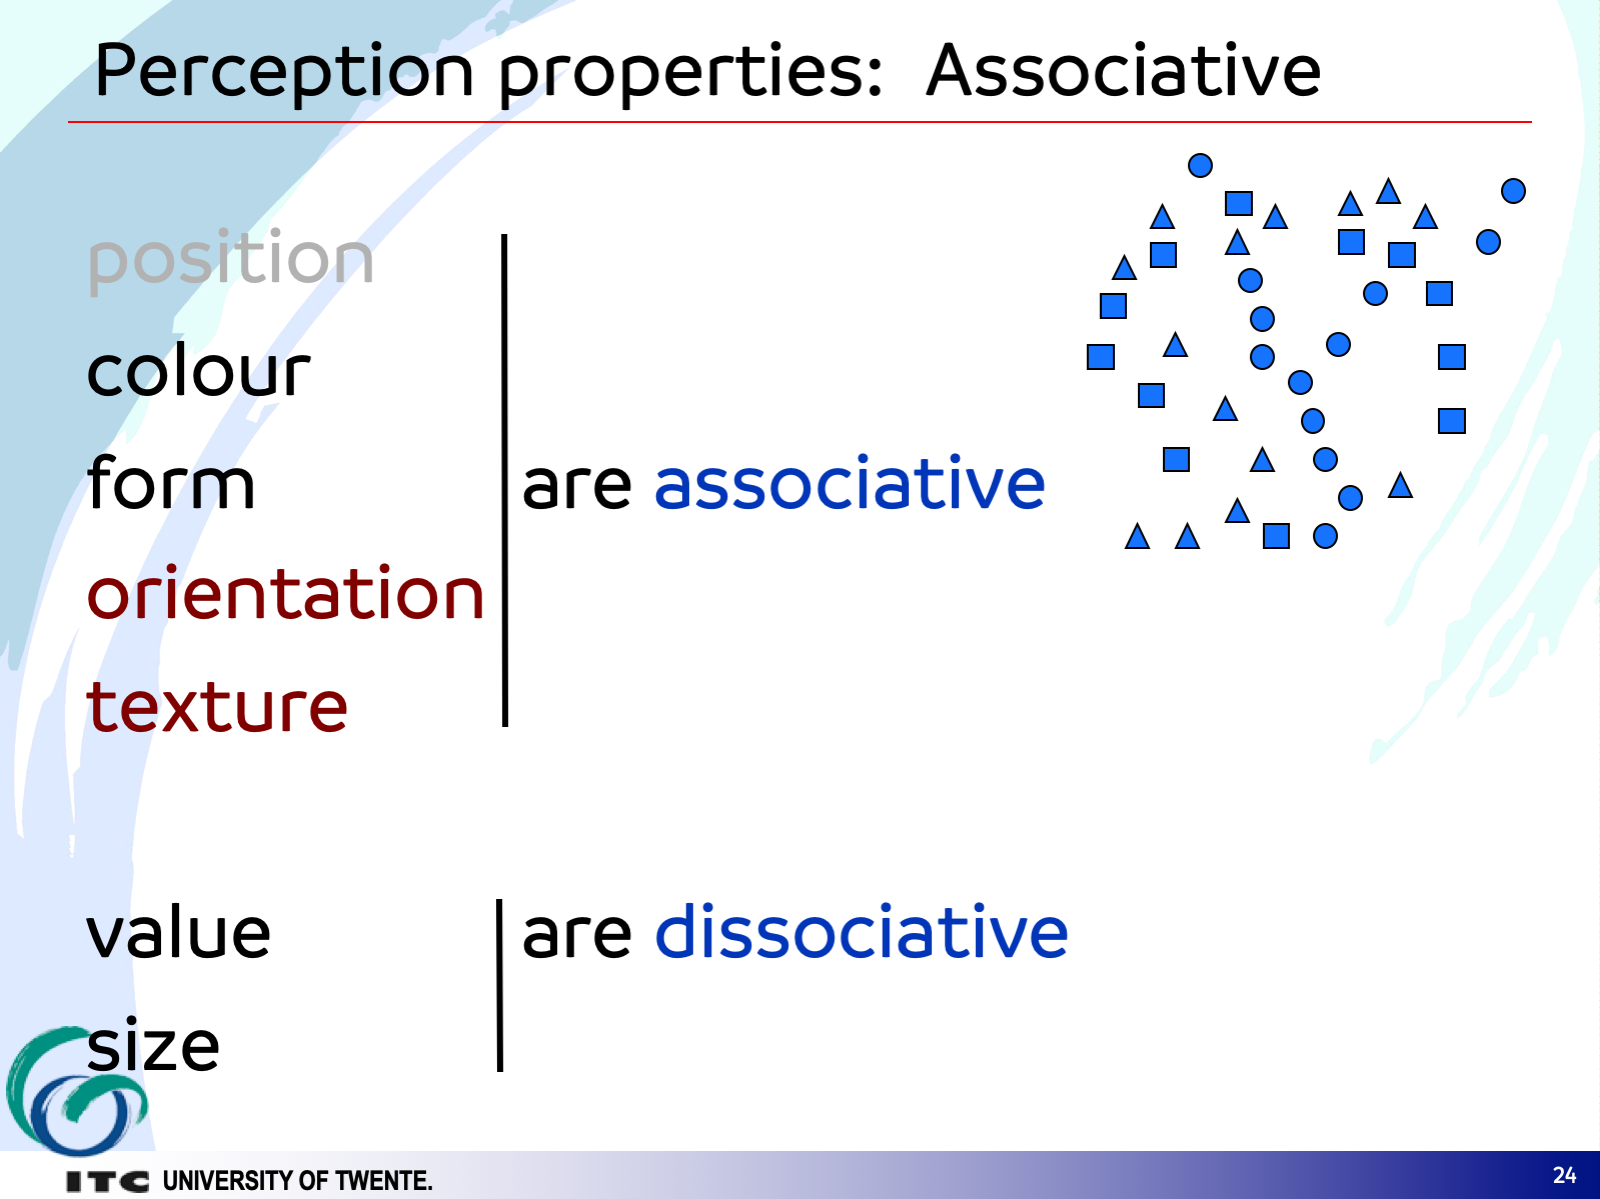 Perception properties: Associative
position
colour
form
are associative
orientation
texture
value
are dissociative
size
ITC UNIVERSITY OF TWENTE.
24